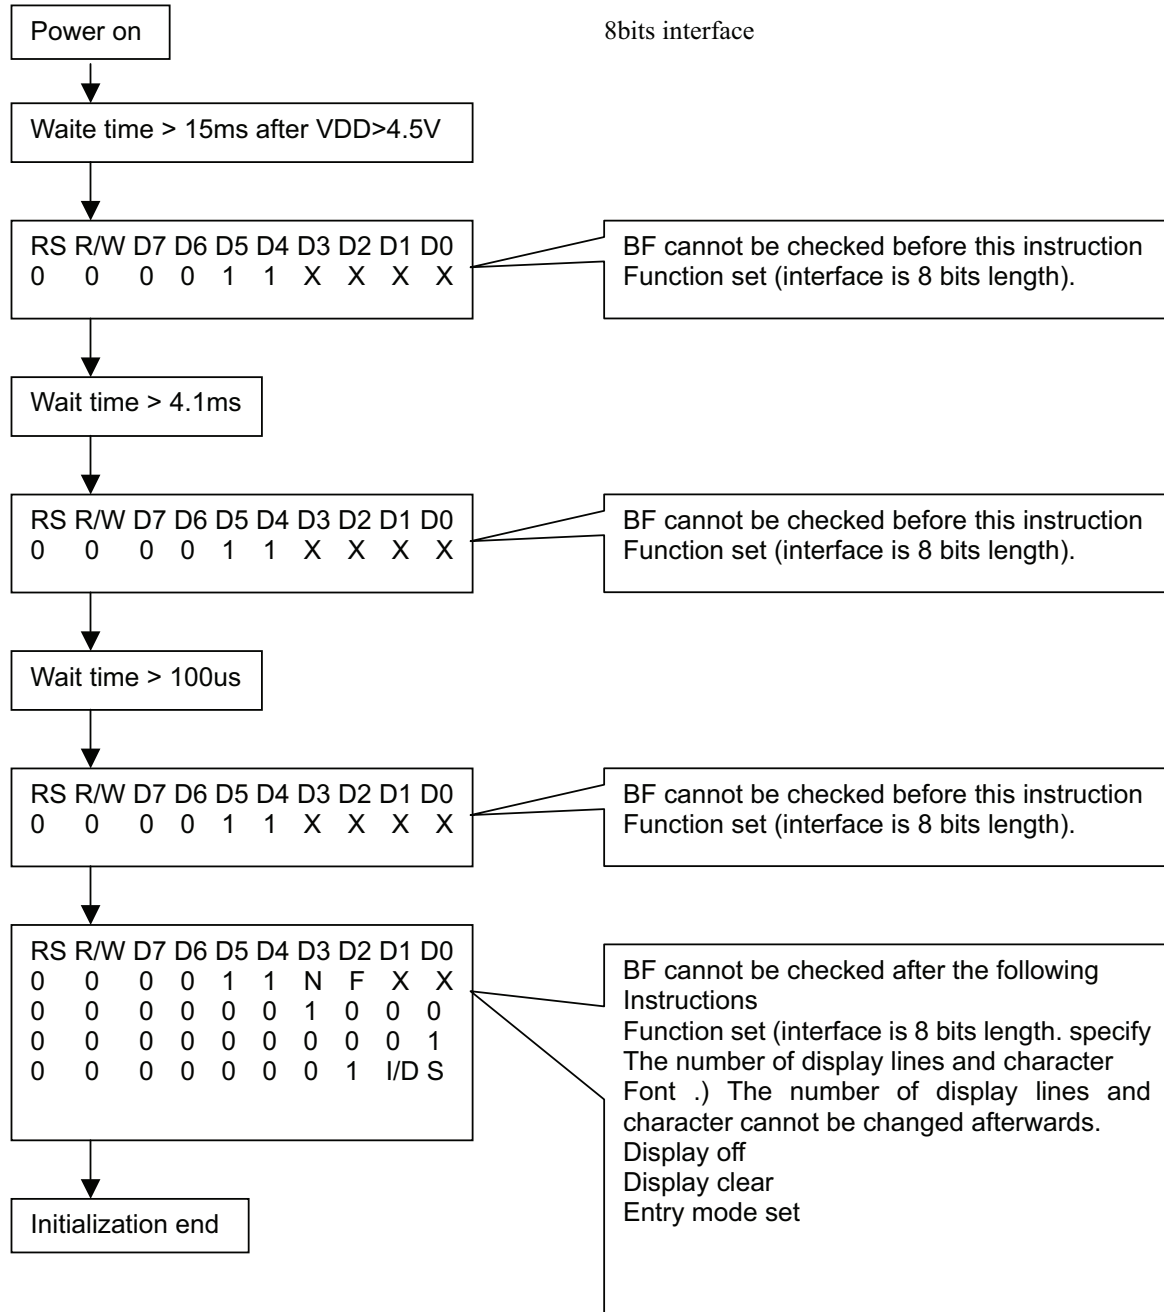 Power on
8bits interface
Waite time > 15ms after VDD>4.5V
RS R/W D7 D6 D5 D4 D3 D2 D1 D0
0 0 0 0 1 1 X X X X
BF cannot be checked before this instruction
Function set (interface is 8 bits length).
Wait time > 4.1ms
RS R/W D7 D6 D5 D4 D3 D2 D1 D0
0 0 0 0 1 1 X X X X
BF cannot be checked before this instruction
Function set (interface is 8 bits length).
Wait time > 100us
RS R/W D7 D6 D5 D4 D3 D2 D1 D0
0 0 0 0 1 1 X X X X
BF cannot be checked before this instruction
Function set (interface is 8 bits length).
RS R/W D7 D6 D5 D4 D3 D2 D1 D0
0 0 0 0 1 1 N F X X
0 0 0 0 0 0 1 0 0 0
0 0 0 0 0 0 0 0 0 1
0 0 0 0 0 0 0 1 I/D S
BF cannot be checked after the following
Instructions
Function set (interface is 8 bits length. specify
The number of display lines and character
Font .) The number of display lines and
character cannot be changed afterwards.
Display off
Display clear
Entry mode set
Initialization end